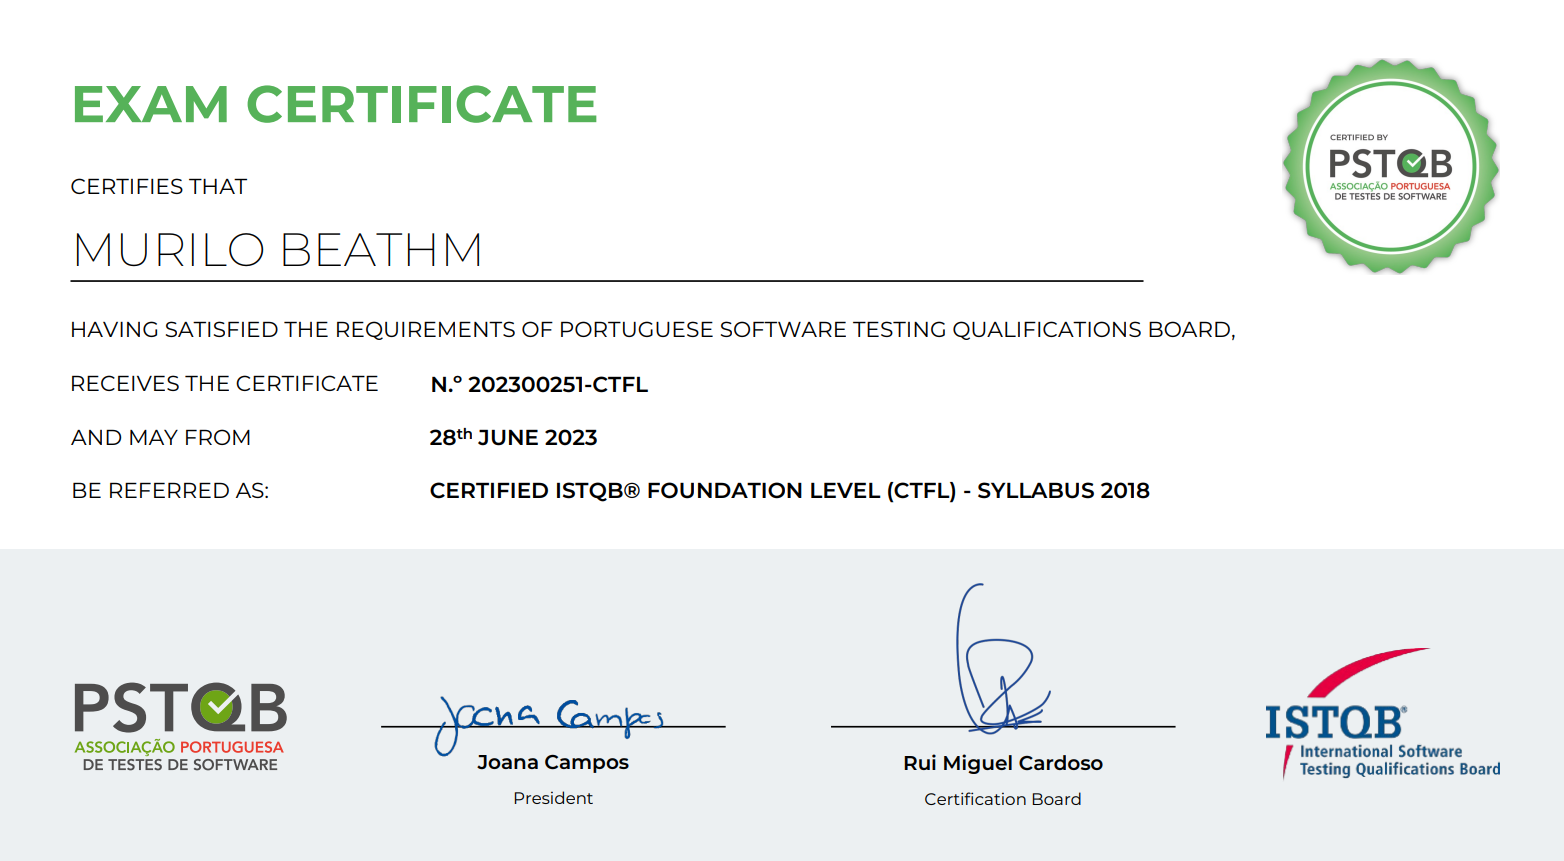 EXAM CERTIFICATE
CERTIFIED BY
PSTQB
ASSOCIAÇÃO PORTUGUESA
DE TESTES DE SOFTWARE
CERTIFIES THAT
MURILO BEATHM
HAVING SATISFIED THE REQUIREMENTS OF PORTUGUESE SOFTWARE TESTING QUALIFICATIONS BOARD,
RECEIVES THE CERTIFICATE N.º 202300251-CTFL
AND MAY FROM 28th JUNE 2023
BE REFERRED AS: CERTIFIED ISTQB® FOUNDATION LEVEL (CTFL) - SYLLABUS 2018
PSTQB
ASSOCIAÇÃO PORTUGUESA
DE TESTES DE SOFTWARE
Joana Campos
Joana Campos
President
Rui Miguel Cardoso
Certification Board
ISTQB®
International Software
Testing Qualifications Board